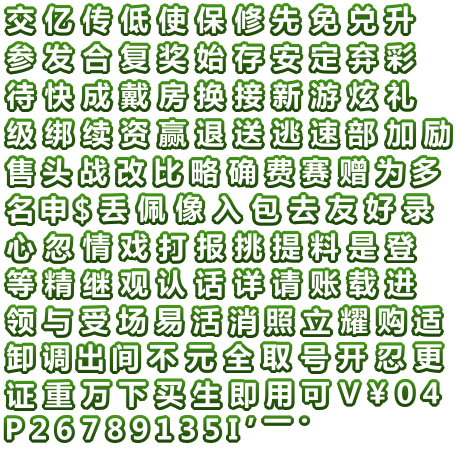 交亿传低使保修先免兑升
参发合复奖始存安定弃彩
待快成戴房换接新游炫礼
级绑续资赢退送逃速部加励
售头战改比略确费赛赠为多
名申$丢佩像入包去友好录
心忽情戏打报挑提料是登
等精继观认话详请账载进
领与受场易活消照立耀购适
卸调出间不元全取号开忍更
证重万下买生即用可V¥04
P26789135I'一·